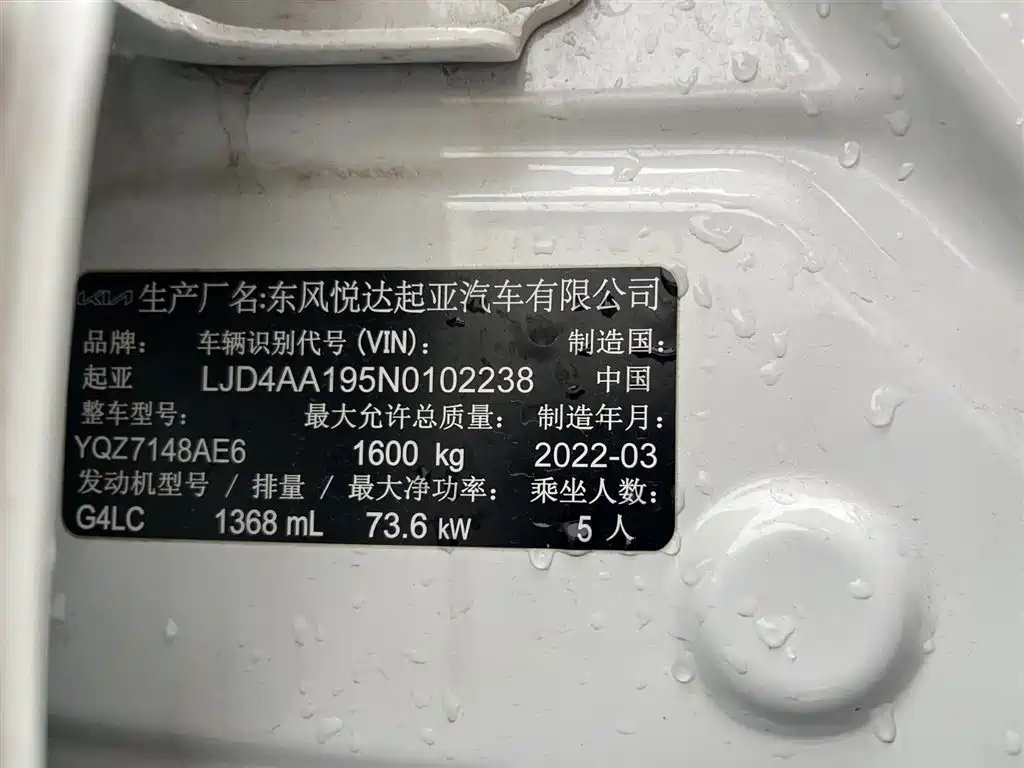 KIA 生产厂名:东风悦达起亚汽车有限公司
品牌: 车辆识别代号 (VIN): 制造国:
起亚 LJD4AA195N0102238 中国
整车型号: 最大允许总质量: 制造年月:
YQZ7148AE6 1600 kg 2022-03
发动机型号 / 排量 / 最大净功率: 乘坐人数:
G4LC 1368 mL 73.6 kW 5 人